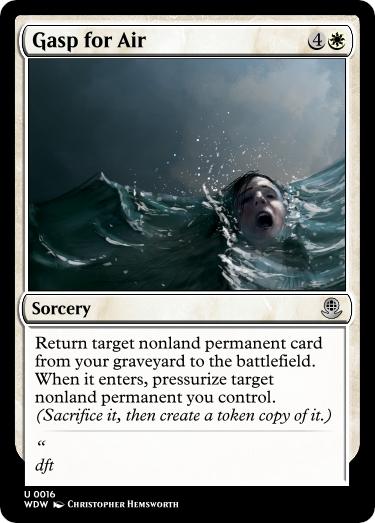 Gasp for Air 4
Sorcery
Return target nonland permanent card
from your graveyard to the battlefield.
When it enters, pressurize target
nonland permanent you control.
(Sacrifice it, then create a token copy of it.)
“
dft
U 0016
WDW Christopher Hemsworth